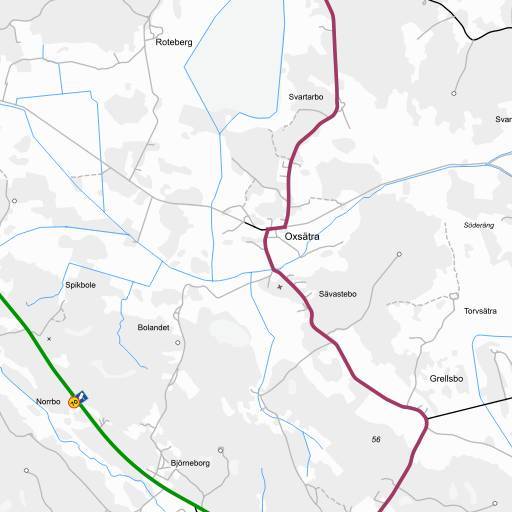 Roteberg
Svartarbo
Svar
Söderäng
Oxsätra
Spikbole
Sävastebo
Torvsätra
Bolandet
Grellsbo
Norrbo
56
Björneborg